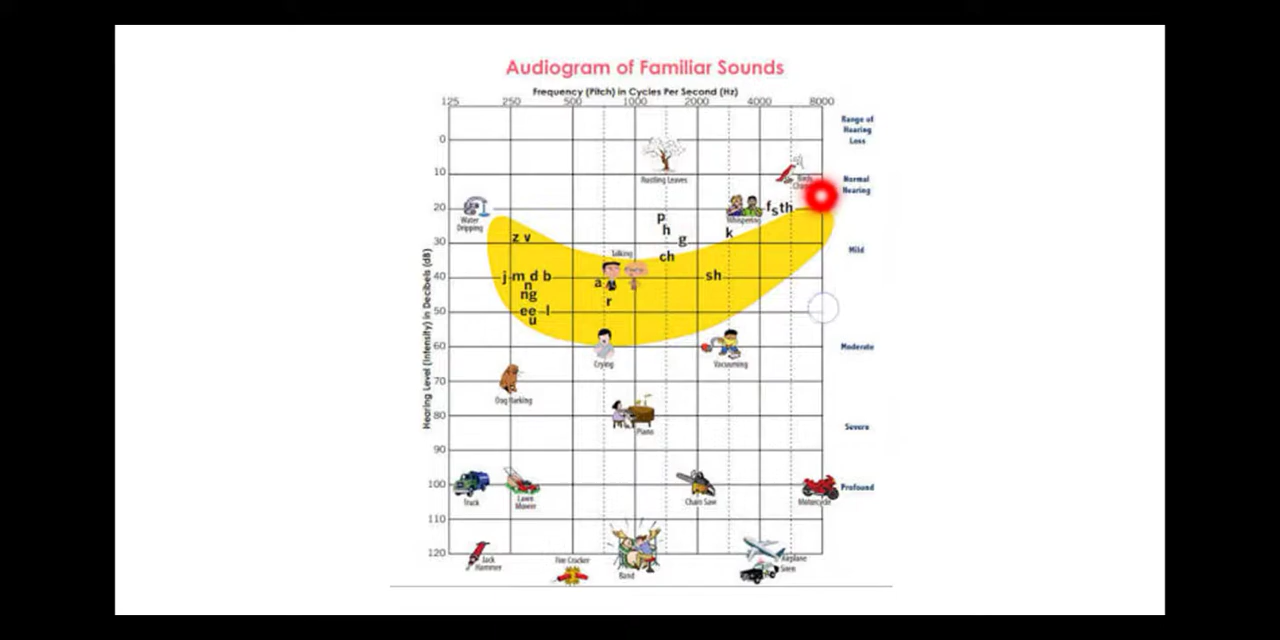 Audiogram of Familiar Sounds
Frequency (Pitch) in Cycles Per Second (Hz)
125 250 500 1000 2000 4000 8000
Hearing Level (Intensity) in Decibels (dB)
Range of
Hearing
Loss
0
Rustling Leaves
10
Birds
Normal
Hearing
20
Water
Dripping
Whispering
f s th
p
h
g
k
z v
30
Mild
Talking
ch
40
j m d b
n
ng
a
sh
r
50
ee l
u
60
Moderate
Crying
Vacuuming
70
Dog Barking
80
Piano
Severe
90
100
Truck
Lawn
Mower
Chain Saw
Motorcycle
Profound
110
120
Jack
Hammer
Fire Cracker
Band
Airplane
Siren